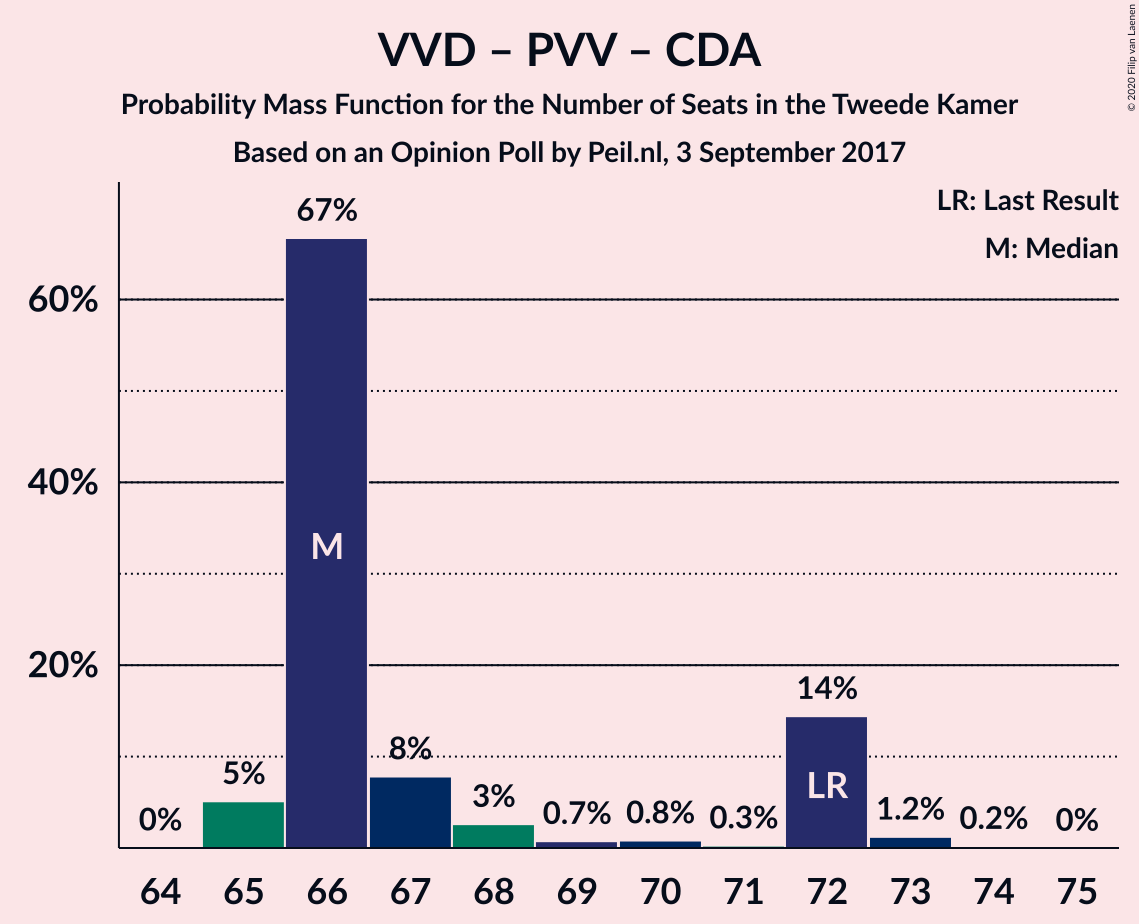 VVD – PVV – CDA
Probability Mass Function for the Number of Seats in the Tweede Kamer
Based on an Opinion Poll by Peil.nl, 3 September 2017
© 2020 Filip van Laenen
LR: Last Result
M: Median
67%
60%
40%
20%
M
14%
LR
8%
5%
3%
0%
0.7%
0.8%
0.3%
1.2%
0.2%
0%
64 65 66 67 68 69 70 71 72 73 74 75